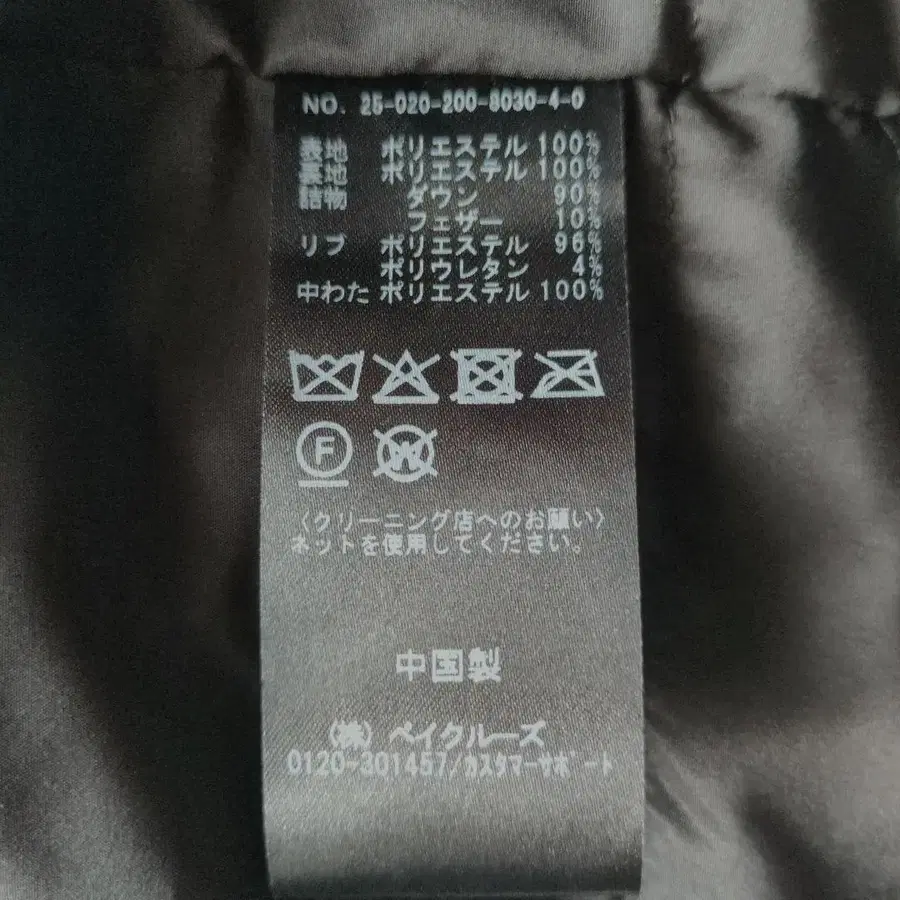 NO. 25-020-200-8030-4-0
表地 ポリエステル 100%
裏地 ポリエステル 100%
詰物 ダウン 90%
フェザー 10%
リブ ポリエステル 96%
ポリウレタン 4%
中わた ポリエステル 100%
F W
〈クリーニング店へのお願い〉
ネットを使用してください。
中国製
(株) ベイクルーズ
0120-301457/カスタマーサポート